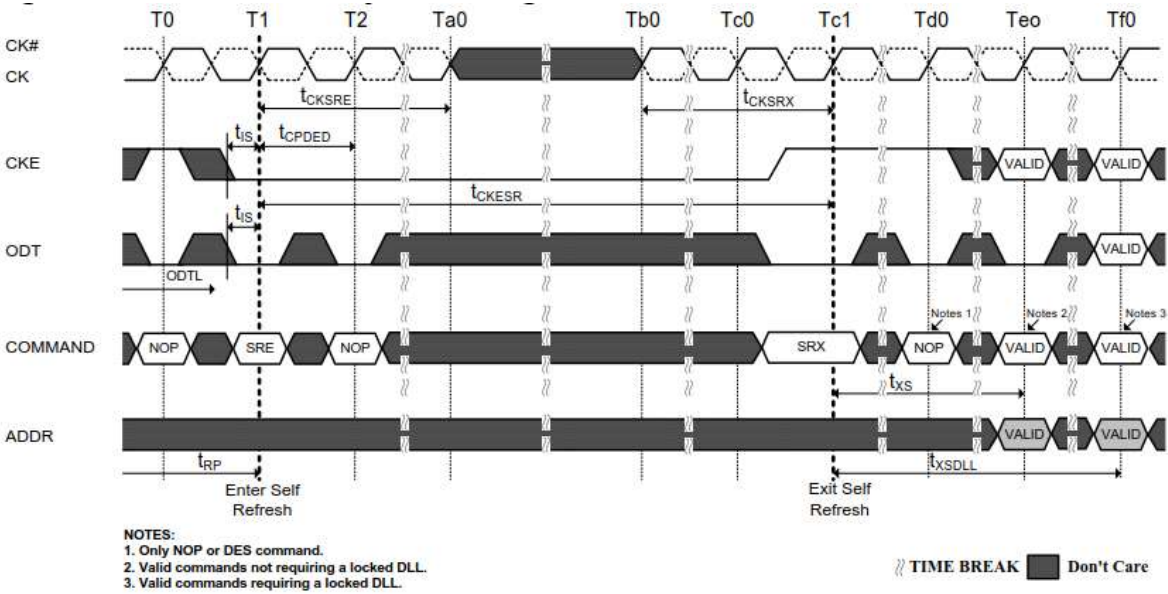 T0 T1 T2 Ta0 Tb0 Tc0 Tc1 Td0 Teo Tf0
CK#
CK
tCKSRE tCKSRX
tIS tCPDED
CKE VALID VALID
tCKESR
tIS
ODT VALID
ODTL
Notes 1 Notes 2 Notes 3
COMMAND NOP SRE NOP SRX NOP VALID VALID
tXS
ADDR VALID VALID
tRP tXSDLL
Enter Self Exit Self
Refresh Refresh
NOTES:
1. Only NOP or DES command.
2. Valid commands not requiring a locked DLL.
3. Valid commands requiring a locked DLL.
TIME BREAK Don't Care